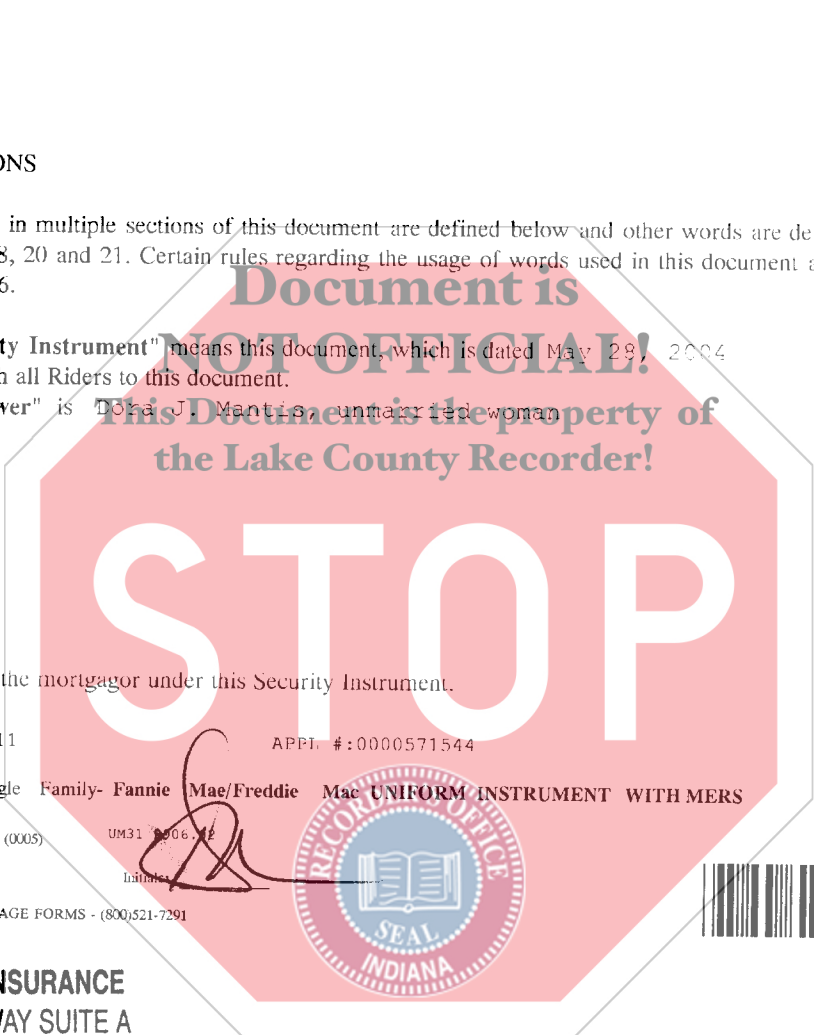 ONS
in multiple sections of this document are defined below and other words are de
8, 20 and 21. Certain rules regarding the usage of words used in this document a
6.
Document is
ty Instrument" means this document, which is dated May 28, 2004
NOT OFFICIAL!
n all Riders to this document.
wer" is Dora J. Mantis, unmarried woman
This Document is the property of
the Lake County Recorder!
STOP
the mortgagor under this Security Instrument.
11 APPL #:0000571544
gle Family- Fannie Mae/Freddie Mac UNIFORM INSTRUMENT WITH MERS
(0005) UM31
Initials:
RECORDER'S OFFICE
SEAL
INDIANA
AGE FORMS - (800)521-7291
NSURANCE
WAY SUITE A